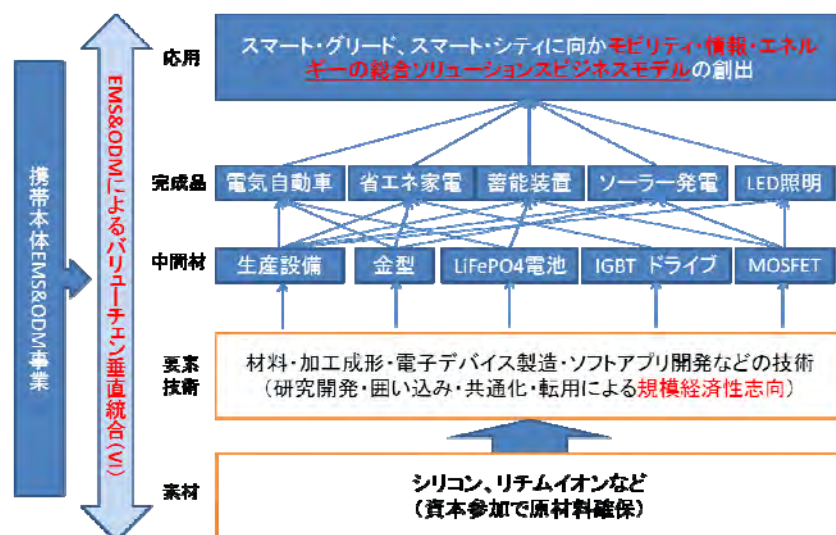 携帯本体EMS&ODM事業
EMS&ODMによるバリューチェン垂直統合(VI)
応用
スマート・グリード、スマート・シティに向かモビリティ・情報・エネル
ギーの総合ソリューションスビジネスモデルの創出
完成品
電気自動車
省エネ家電
蓄能装置
ソーラー発電
LED照明
中間材
生産設備
金型
LiFePO4電池
IGBT ドライブ
MOSFET
要素
技術
材料・加工成形・電子デバイス製造・ソフトアプリ開発などの技術
(研究開発・囲い込み・共通化・転用による規模経済性志向)
素材
シリコン、リチムイオンなど
(資本参加で原材料確保)